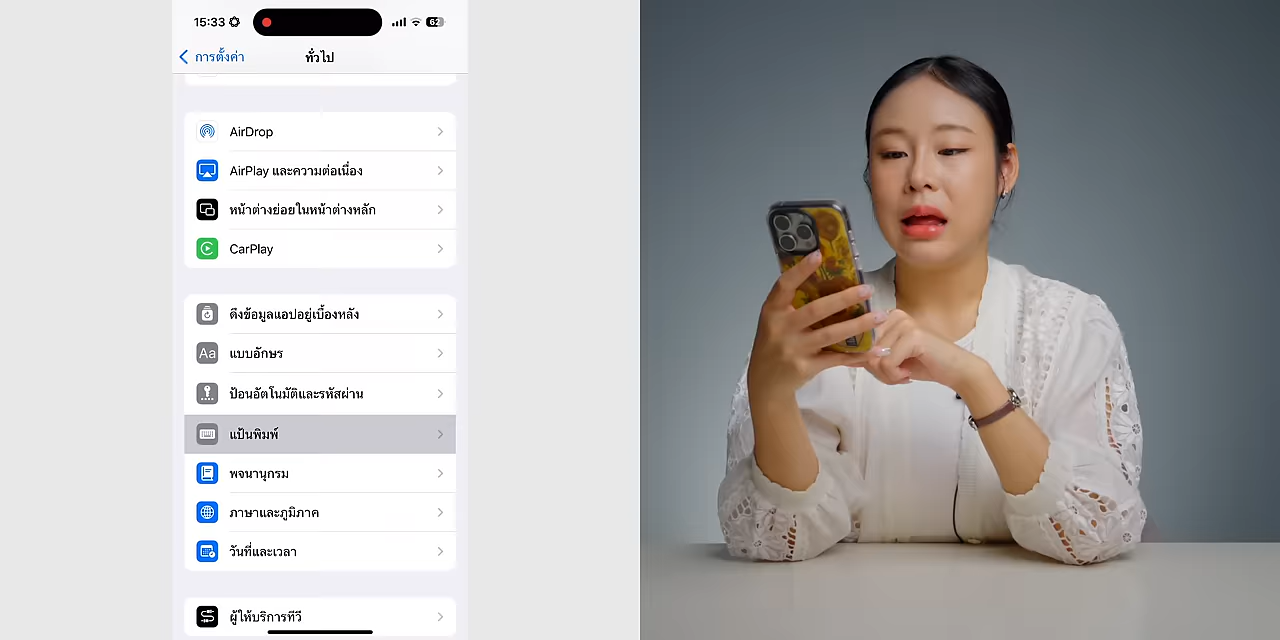 15:33
62
การตั้งค่า
ทั่วไป
AirDrop
AirPlay และความต่อเนื่อง
หน้าต่างย่อยในหน้าต่างหลัก
CarPlay
ดึงข้อมูลแอปอยู่เบื้องหลัง
Aa แบบอักษร
ป้อนอัตโนมัติและรหัสผ่าน
แป้นพิมพ์
พจนานุกรม
ภาษาและภูมิภาค
วันที่และเวลา
ผู้ให้บริการทีวี